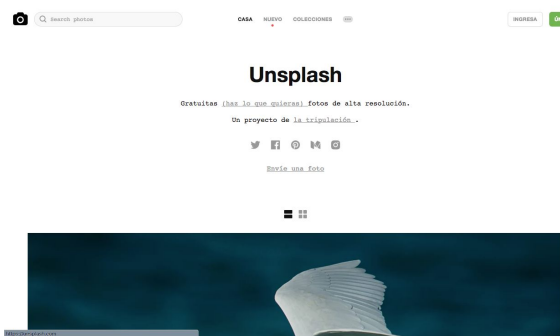 Search photos
CASA NUEVO COLECCIONES
INGRESA
Unsplash
Gratuitas (haz lo que quieras) fotos de alta resolución.
Un proyecto de la tripulación .
Envíe una foto